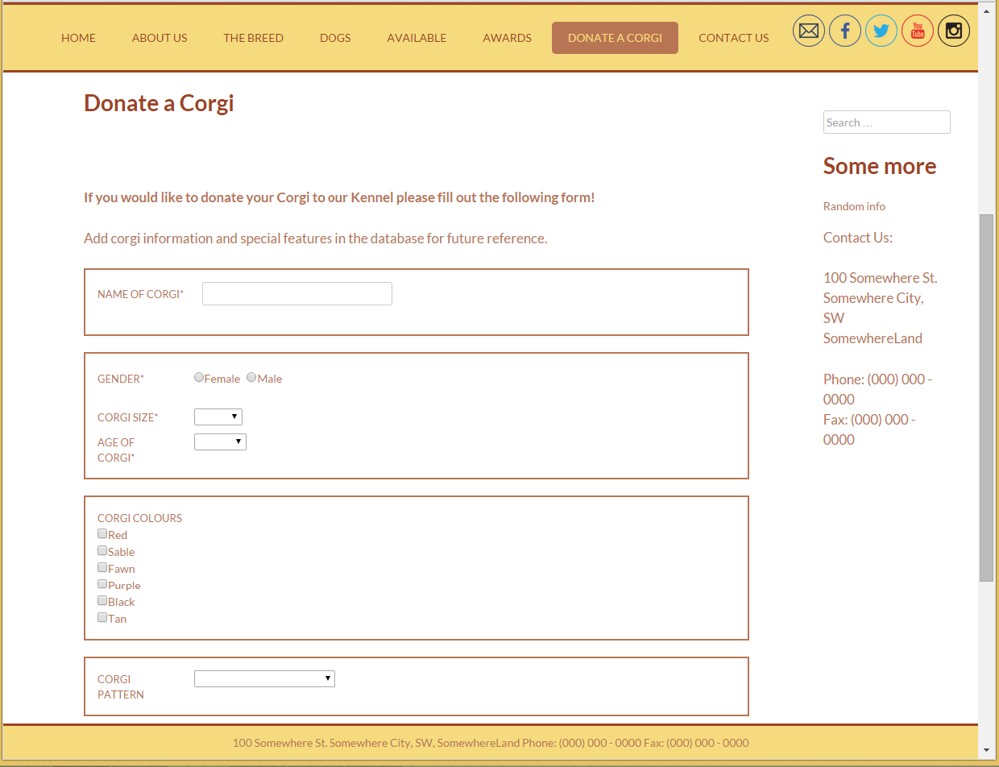 HOME ABOUT US THE BREED DOGS AVAILABLE AWARDS DONATE A CORGI CONTACT US
You Tube
Donate a Corgi
If you would like to donate your Corgi to our Kennel please fill out the following form!
Add corgi information and special features in the database for future reference.
NAME OF CORGI*
GENDER* Female Male
CORGI SIZE*
AGE OF
CORGI*
CORGI COLOURS
Red
Sable
Fawn
Purple
Black
Tan
CORGI
PATTERN
Search ...
Some more
Random info
Contact Us:
100 Somewhere St.
Somewhere City,
SW
SomewhereLand
Phone: (000) 000 -
0000
Fax: (000) 000 -
0000
100 Somewhere St. Somewhere City, SW, SomewhereLand Phone: (000) 000 - 0000 Fax: (000) 000 - 0000